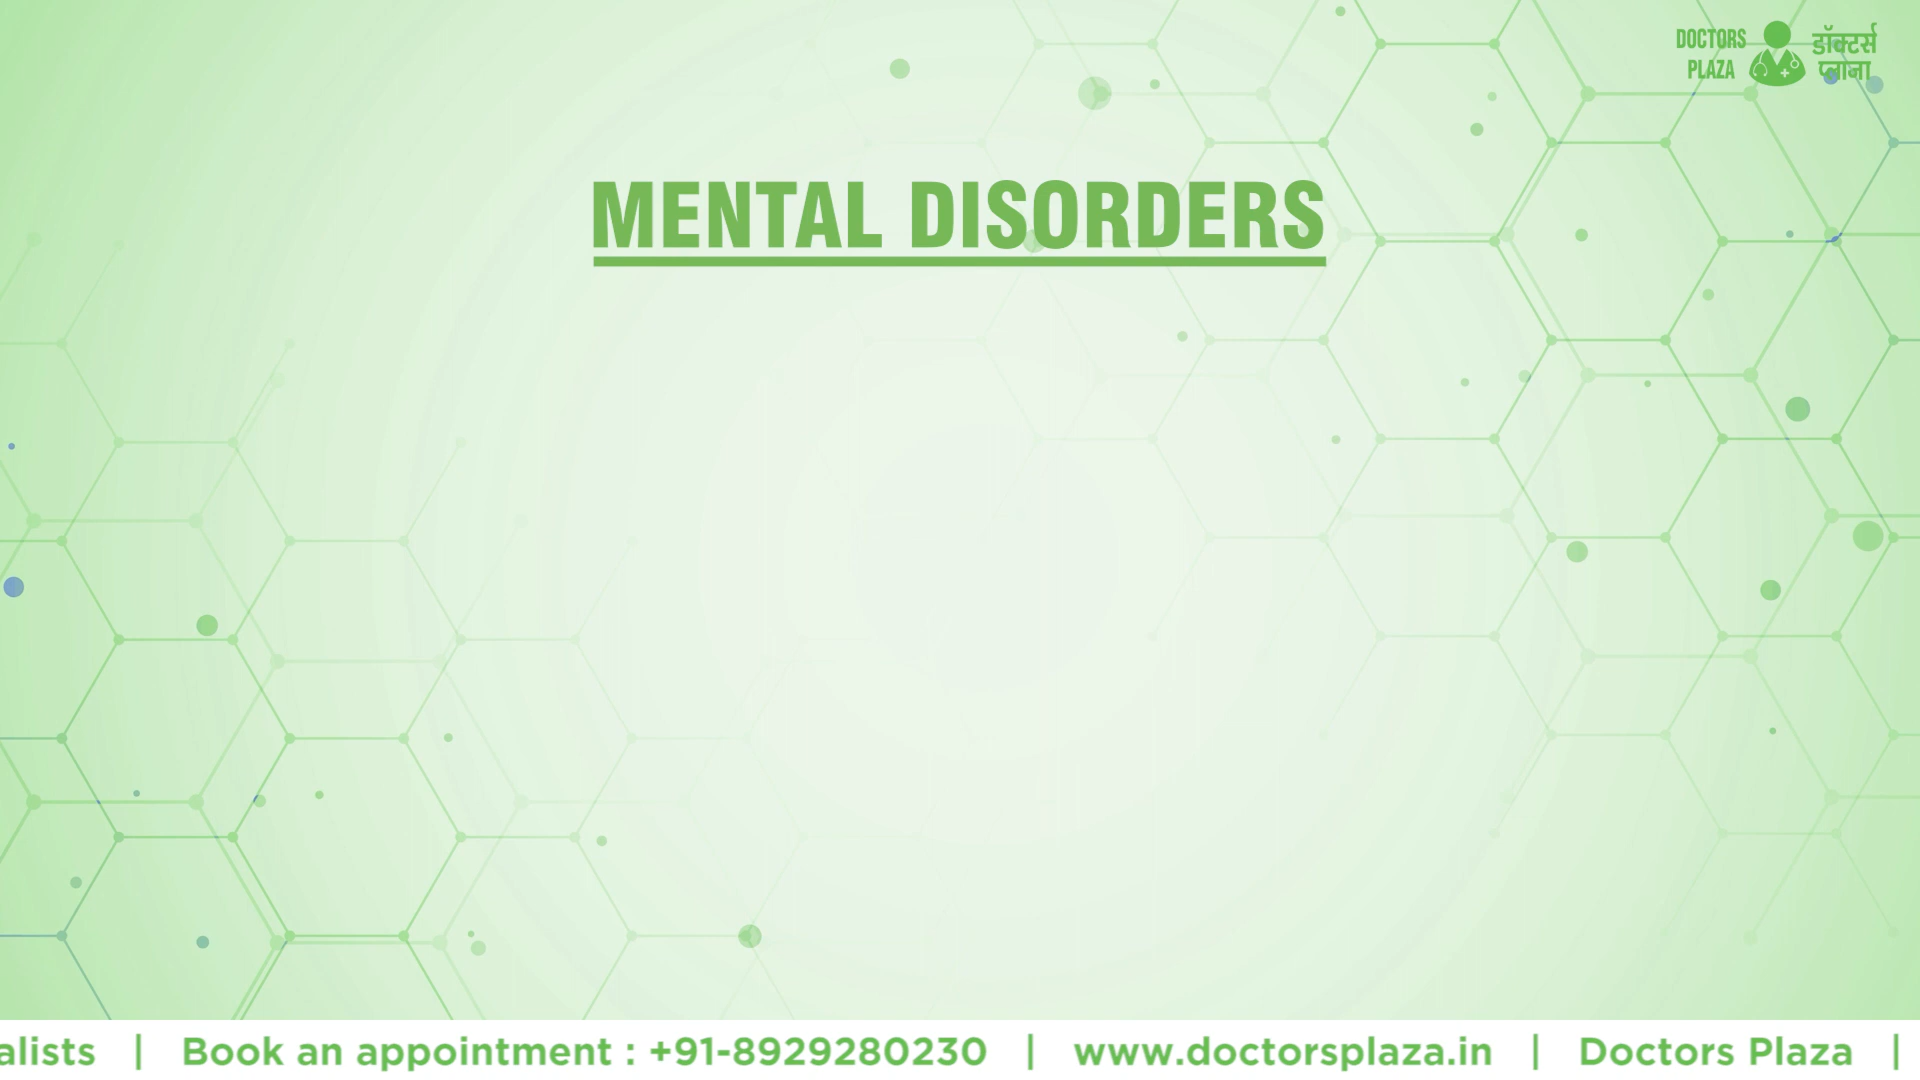 DOCTORS
PLAZA
डॉक्टर्स
प्लाजा
MENTAL DISORDERS
alists | Book an appointment : +91-8929280230 | www.doctorsplaza.in | Doctors Plaza |